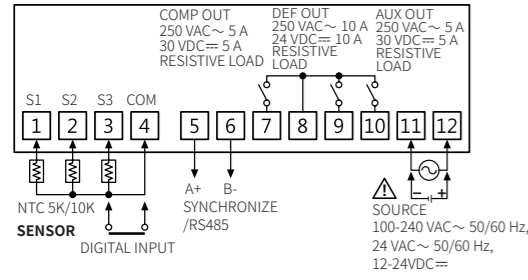 COMP OUT
250 VAC～ 5 A
30 VDC⎓ 5 A
RESISTIVE LOAD
DEF OUT
250 VAC～ 10 A
24 VDC⎓ 10 A
RESISTIVE
LOAD
AUX OUT
250 VAC～ 5 A
30 VDC⎓ 5 A
RESISTIVE
LOAD
S1 S2 S3 COM
1 2 3 4 5 6 7 8 9 10 11 12
NTC 5K/10K
SENSOR
DIGITAL INPUT
A+ B-
SYNCHRONIZE
/RS485
− +
SOURCE
100-240 VAC～ 50/60 Hz,
24 VAC～ 50/60 Hz,
12-24VDC⎓